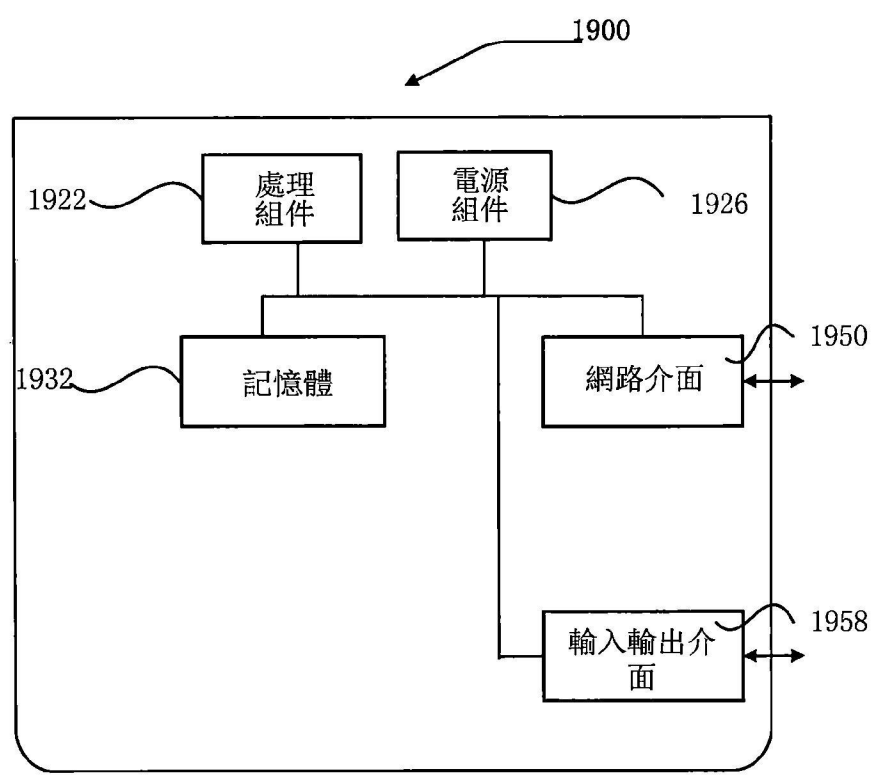 1900
1922
處理
組件
電源
組件
1926
1932
記憶體
網路介面
1950
輸入輸出介
面
1958